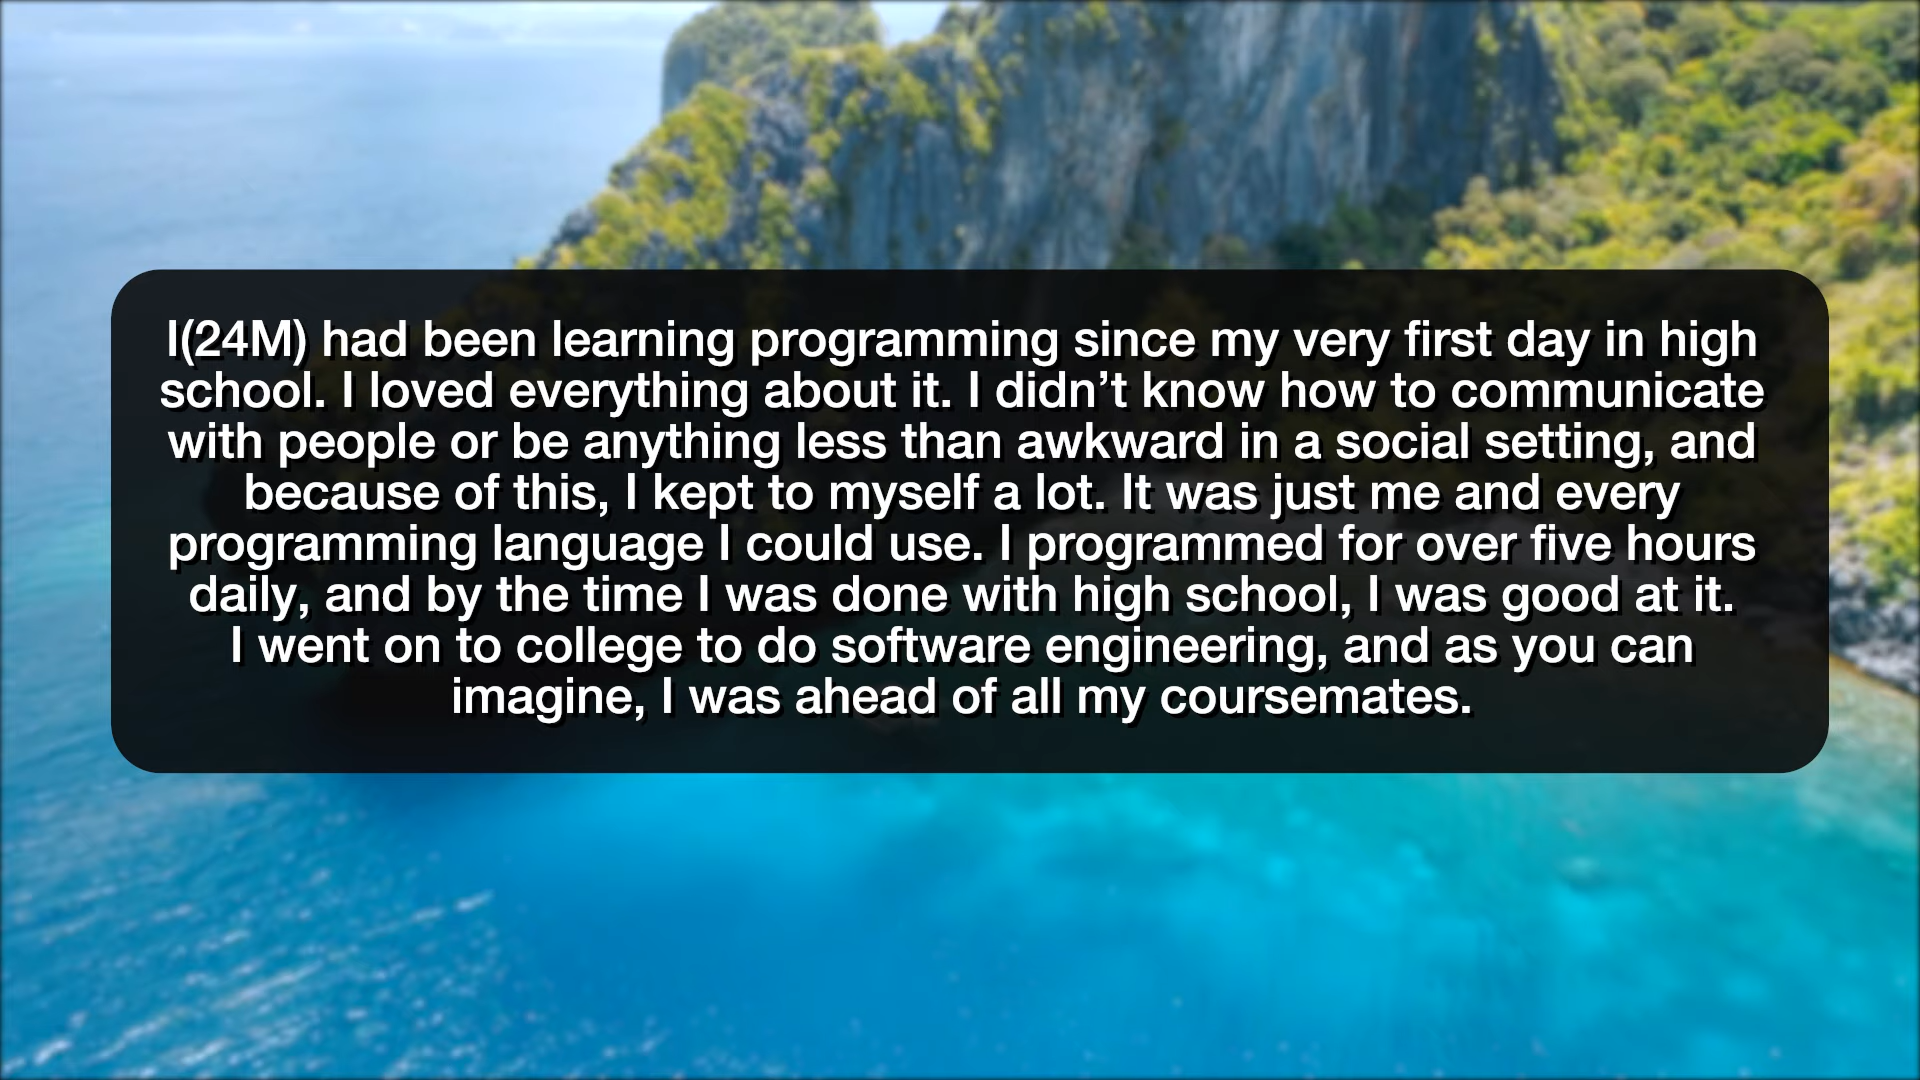 I(24M) had been learning programming since my very first day in high
school. I loved everything about it. I didn’t know how to communicate
with people or be anything less than awkward in a social setting, and
because of this, I kept to myself a lot. It was just me and every
programming language I could use. I programmed for over five hours
daily, and by the time I was done with high school, I was good at it.
I went on to college to do software engineering, and as you can
imagine, I was ahead of all my coursemates.